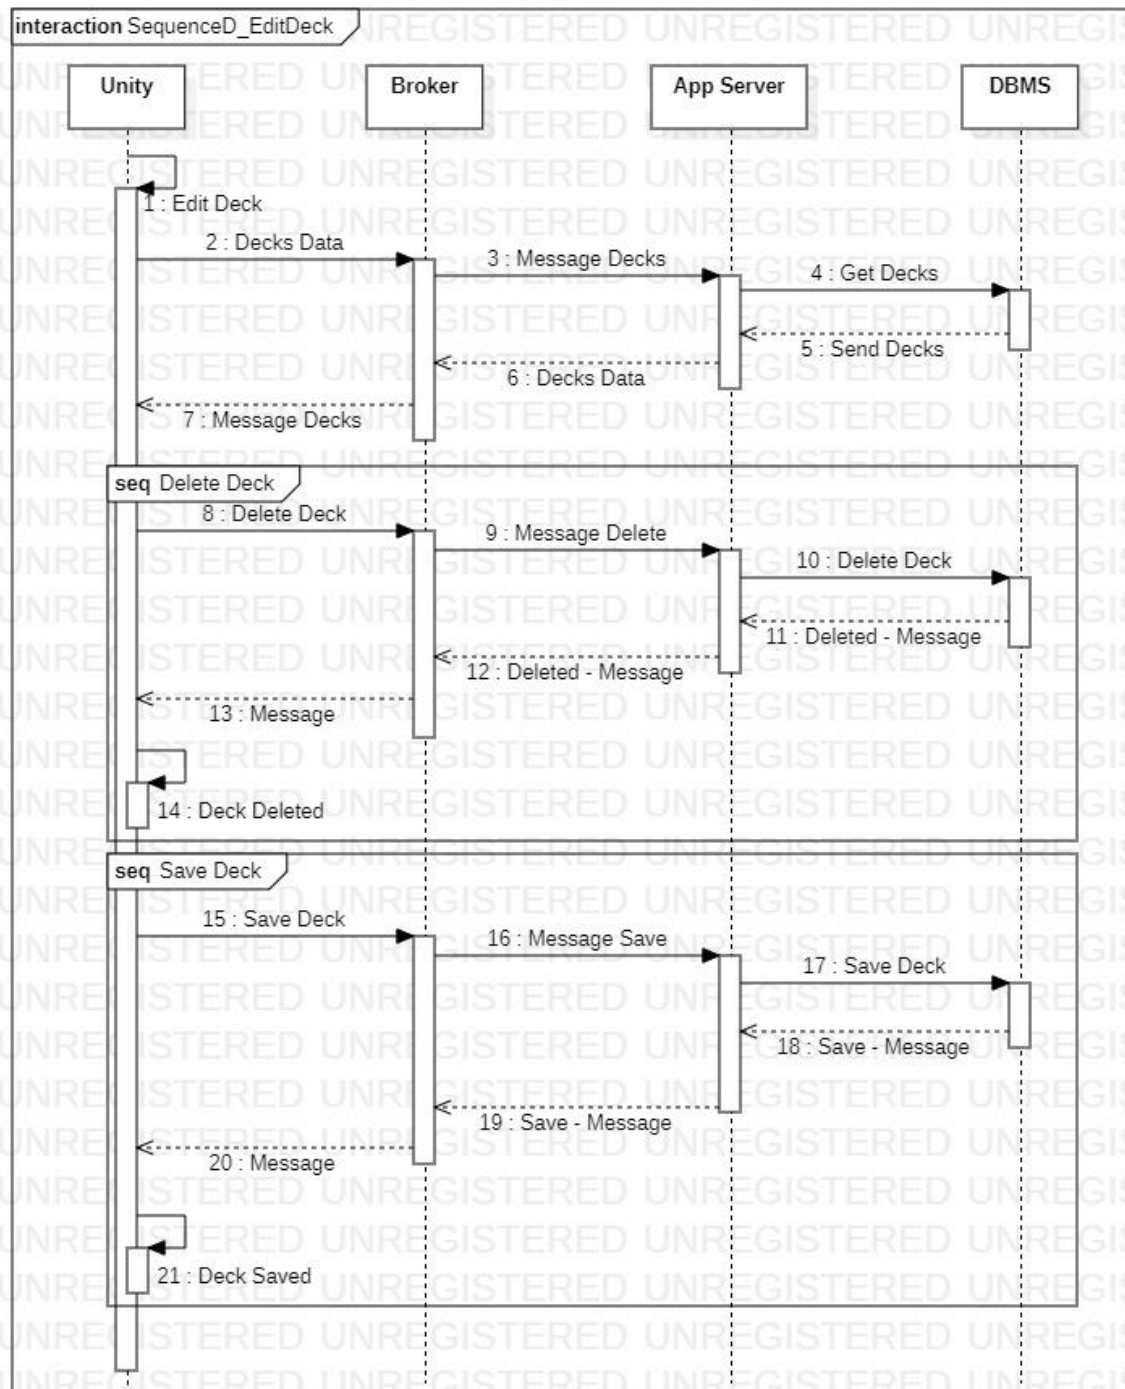 interaction SequenceD_EditDeck
Unity Broker App Server DBMS
1 : Edit Deck
2 : Decks Data
3 : Message Decks
4 : Get Decks
5 : Send Decks
6 : Decks Data
7 : Message Decks
seq Delete Deck
8 : Delete Deck
9 : Message Delete
10 : Delete Deck
11 : Deleted - Message
12 : Deleted - Message
13 : Message
14 : Deck Deleted
seq Save Deck
15 : Save Deck
16 : Message Save
17 : Save Deck
18 : Save - Message
19 : Save - Message
20 : Message
21 : Deck Saved
UNREGISTERED